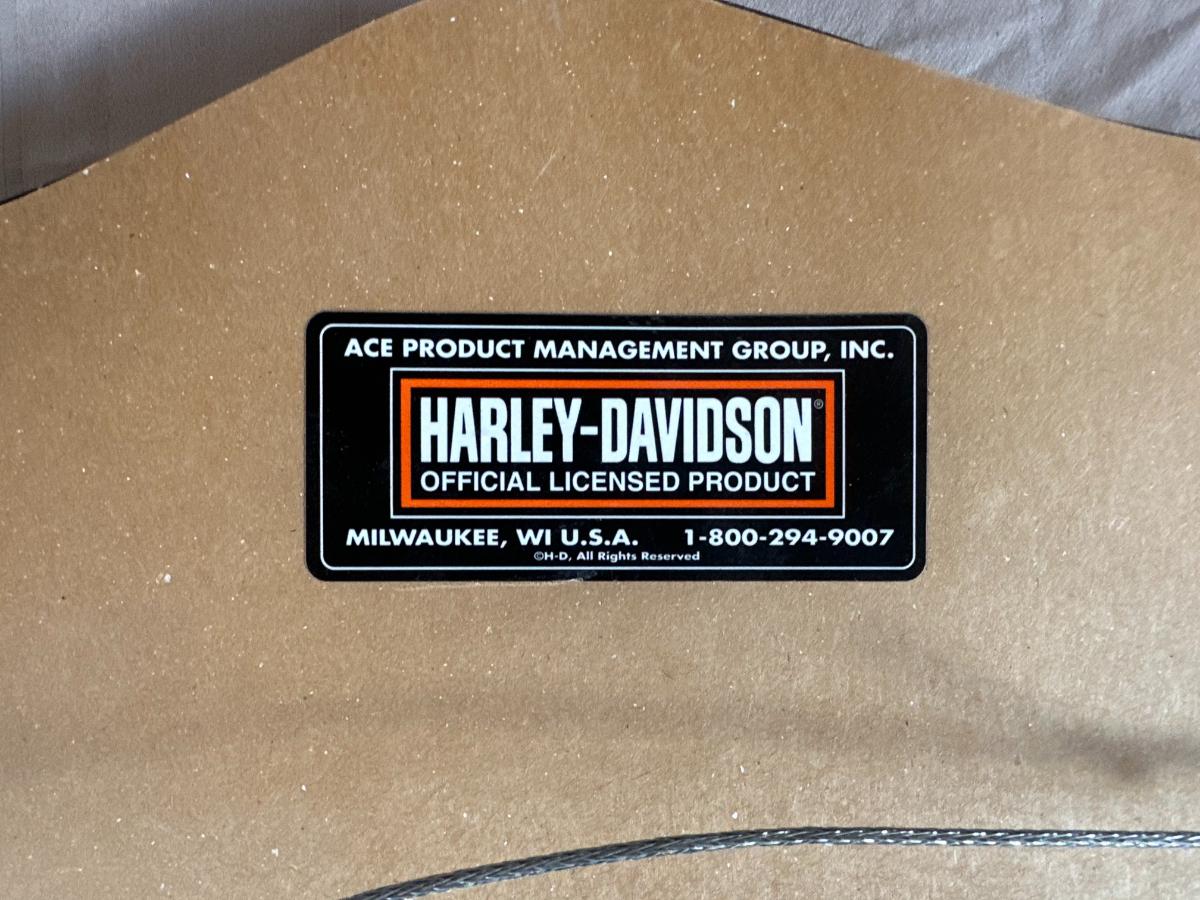 ACE PRODUCT MANAGEMENT GROUP, INC.
HARLEY-DAVIDSON®
OFFICIAL LICENSED PRODUCT
MILWAUKEE, WI U.S.A. 1-800-294-9007
©H-D, All Rights Reserved